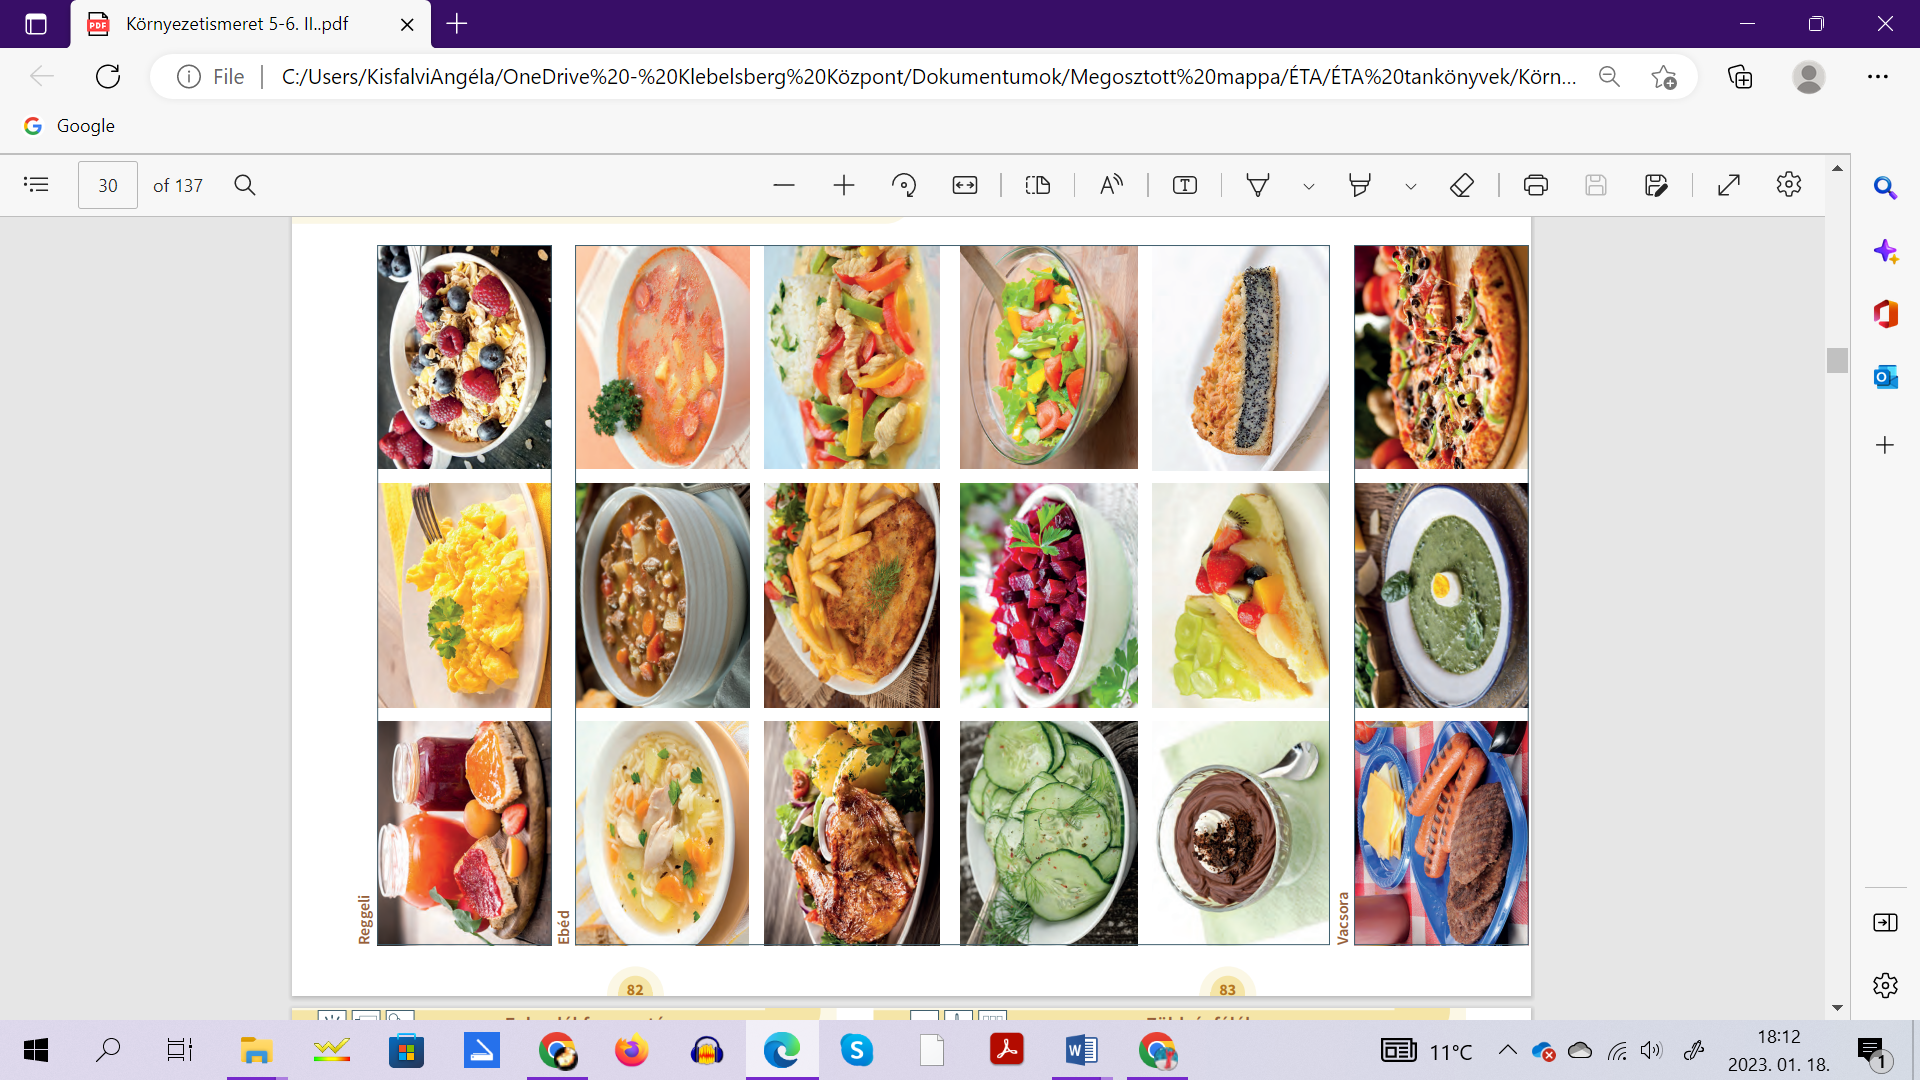 Környezetismeret 5-6. II..pdf
File
C:/Users/KisfalviAngéla/OneDrive%20-%20Klebelsberg%20Központ/Dokumentumok/Megosztott%20mappa/ÉTA/ÉTA%20tankönyvek/Körn...
Google
30 of 137
Reggeli
Ebéd
Vacsora
82
83
11°C
18:12
2023. 01. 18.
1